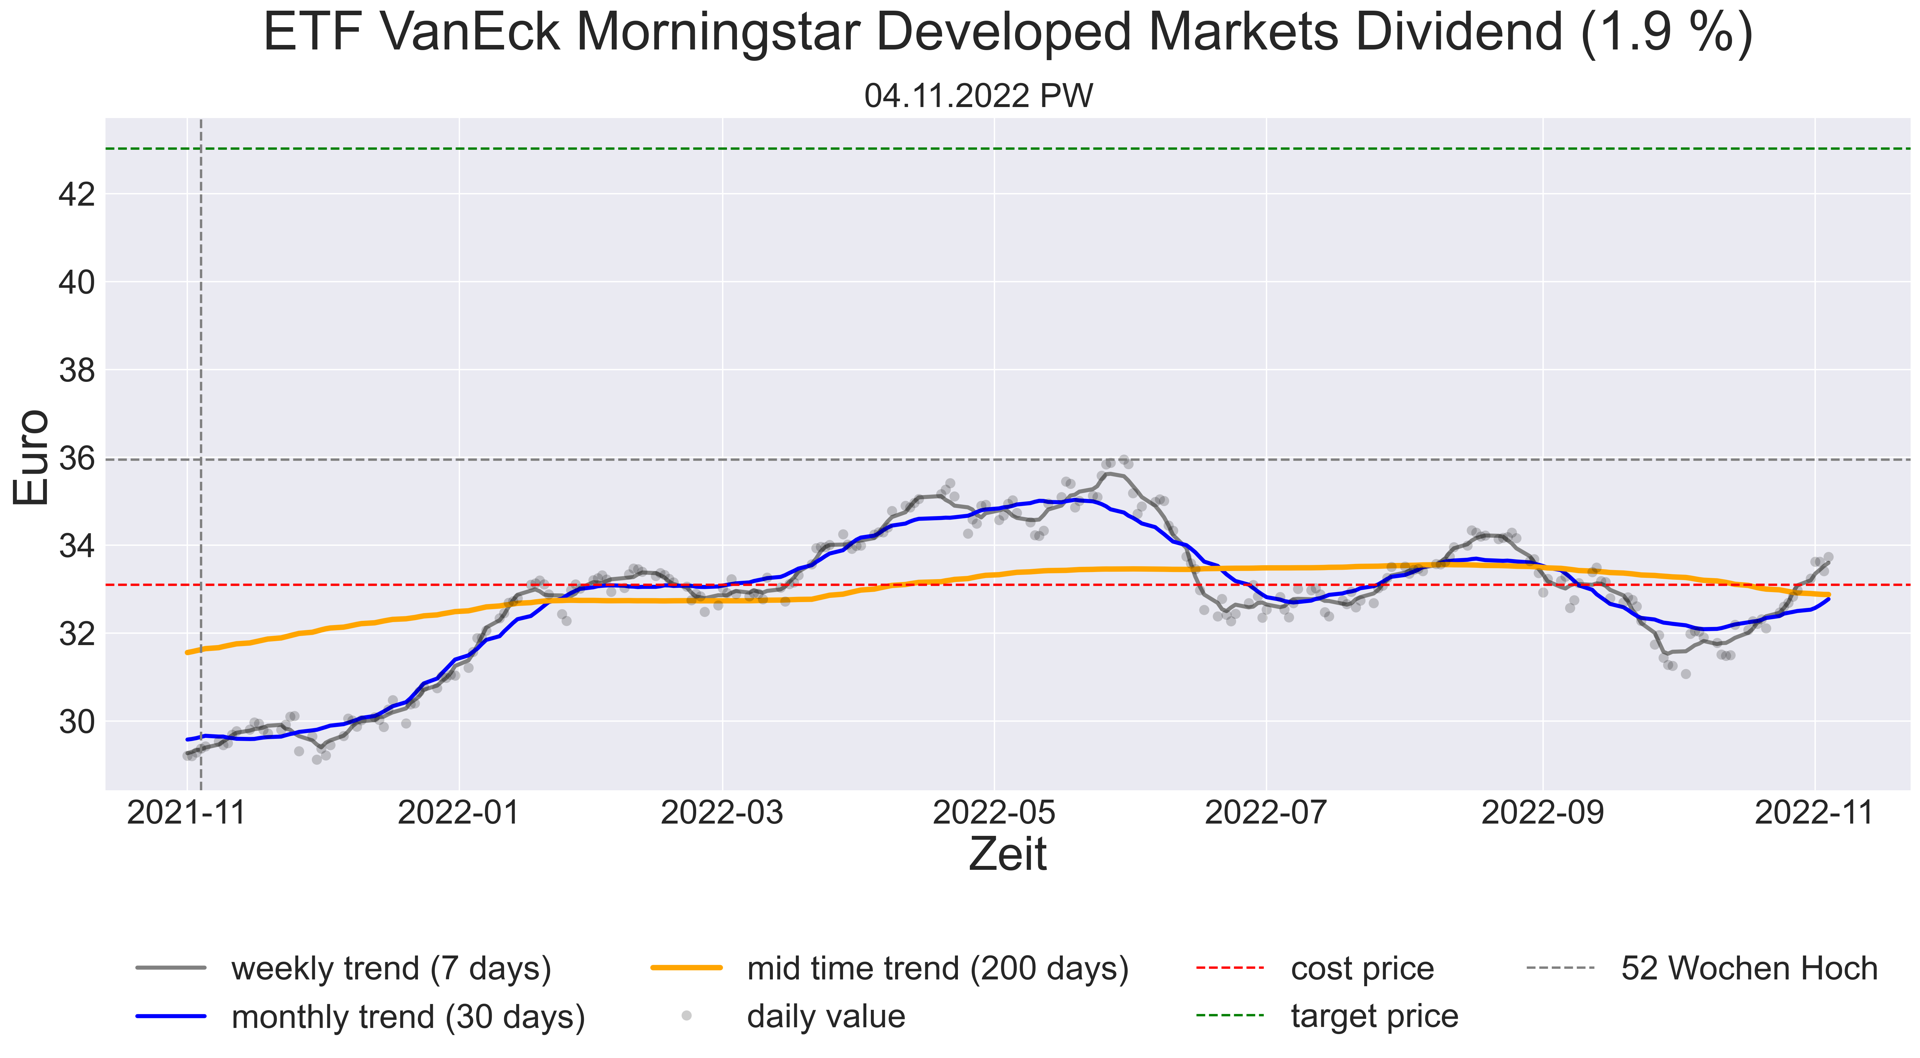 ETF VanEck Morningstar Developed Markets Dividend (1.9 %)
04.11.2022 PW
Euro
42
40
38
36
34
32
30
2021-11
2022-01
2022-03
2022-05
2022-07
2022-09
2022-11
Zeit
weekly trend (7 days)
monthly trend (30 days)
mid time trend (200 days)
daily value
cost price
target price
52 Wochen Hoch